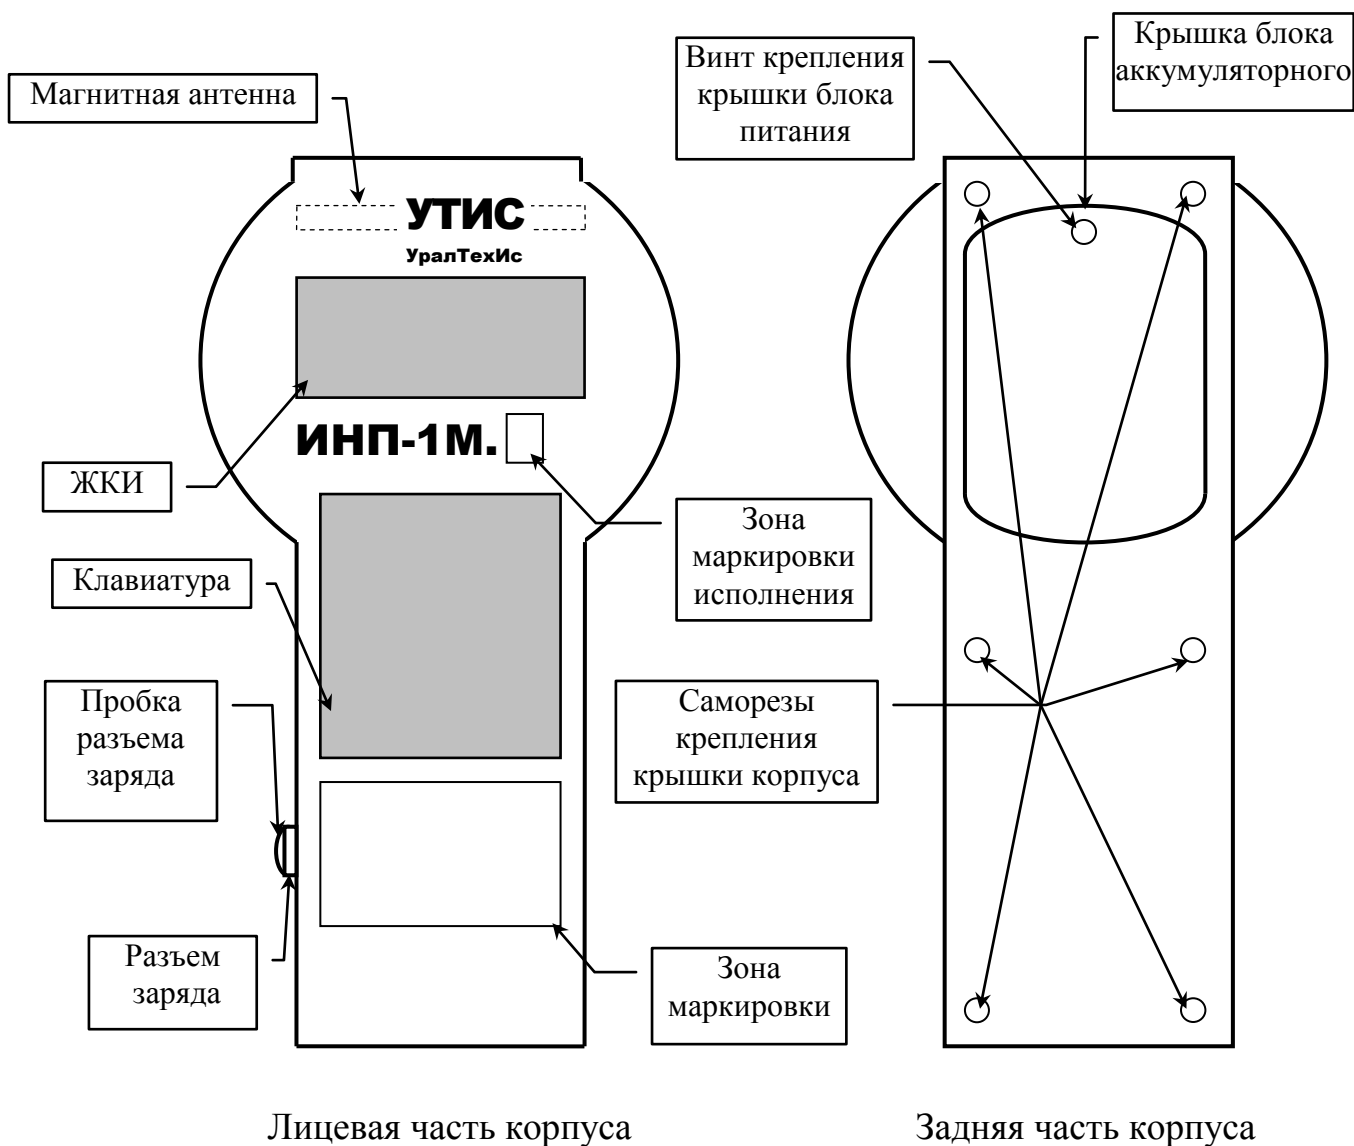 Магнитная антенна
УТИС
УралТехИс
ЖКИ
ИНП-1М.
Клавиатура
Зона
маркировки
исполнения
Пробка
разъема
заряда
Разъем
заряда
Зона
маркировки
Лицевая часть корпуса
Винт крепления
крышки блока
питания
Крышка блока
аккумуляторного
Саморезы
крепления
крышки корпуса
Задняя часть корпуса